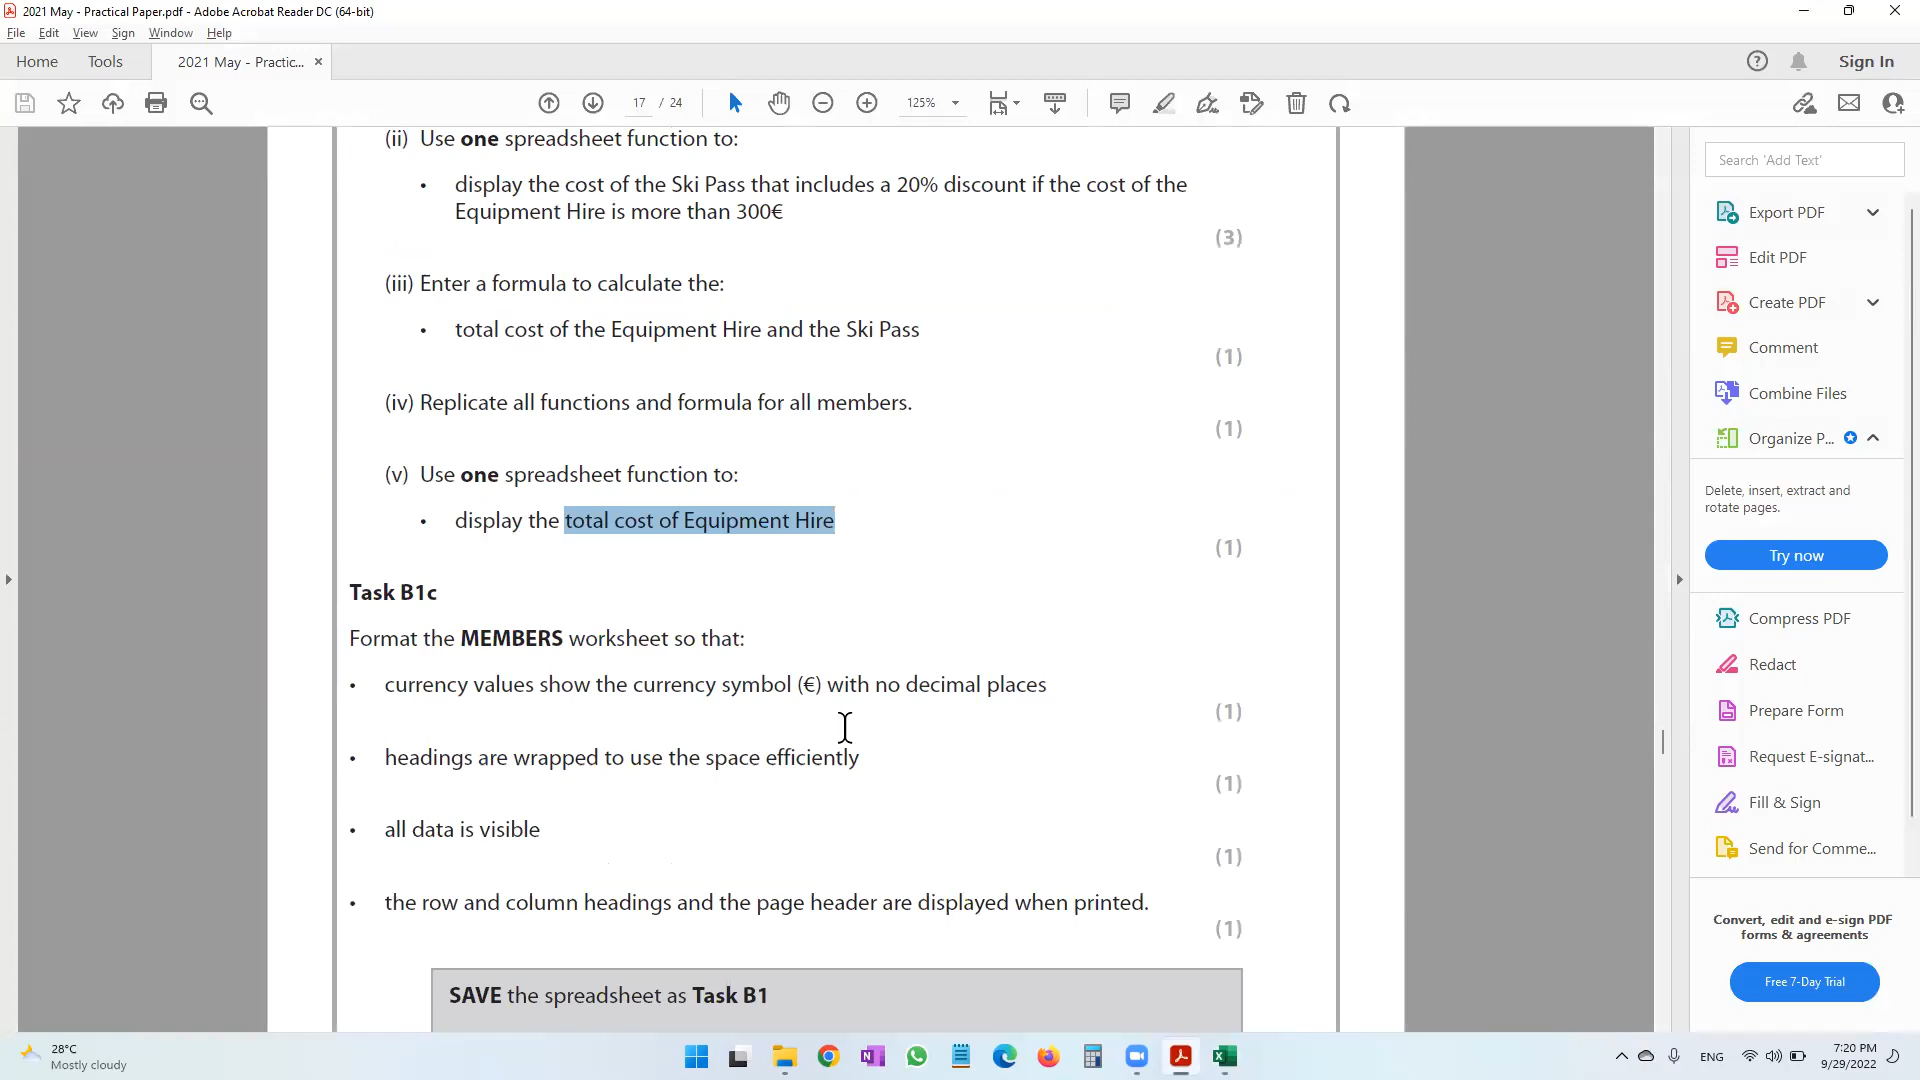 2021 May - Practical Paper.pdf - Adobe Acrobat Reader DC (64-bit)
File Edit View Sign Window Help
Home Tools 2021 May - Practic... × Sign In
17 / 24 125%
(ii) Use one spreadsheet function to:
• display the cost of the Ski Pass that includes a 20% discount if the cost of the
Equipment Hire is more than 300€
(3)
(iii) Enter a formula to calculate the:
• total cost of the Equipment Hire and the Ski Pass
(1)
(iv) Replicate all functions and formula for all members.
(1)
(v) Use one spreadsheet function to:
• display the total cost of Equipment Hire
(1)
Task B1c
Format the MEMBERS worksheet so that:
• currency values show the currency symbol (€) with no decimal places
(1)
• headings are wrapped to use the space efficiently
(1)
• all data is visible
(1)
• the row and column headings and the page header are displayed when printed.
(1)
SAVE the spreadsheet as Task B1
Search 'Add Text'
Export PDF
Edit PDF
Create PDF
Comment
Combine Files
Organize P...
Delete, insert, extract and
rotate pages.
Try now
Compress PDF
Redact
Prepare Form
Request E-signat...
Fill & Sign
Send for Comme...
Convert, edit and e-sign PDF
forms & agreements
Free 7-Day Trial
28°C
Mostly cloudy
ENG
7:20 PM
9/29/2022